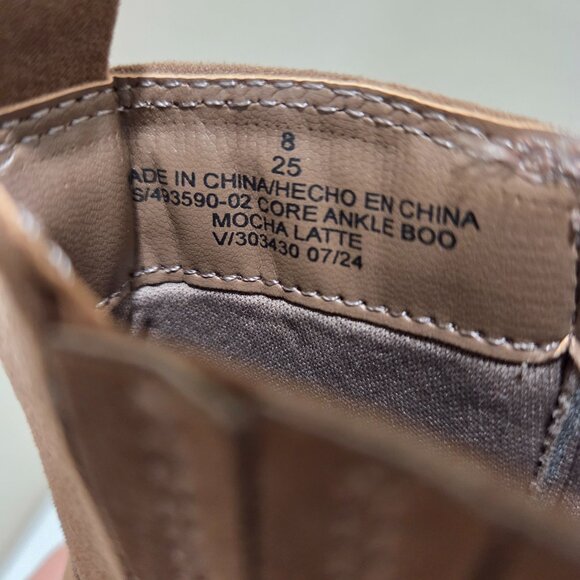 8
25
ADE IN CHINA/HECHO EN CHINA
S/493590-02 CORE ANKLE BOO
MOCHA LATTE
V/303430 07/24